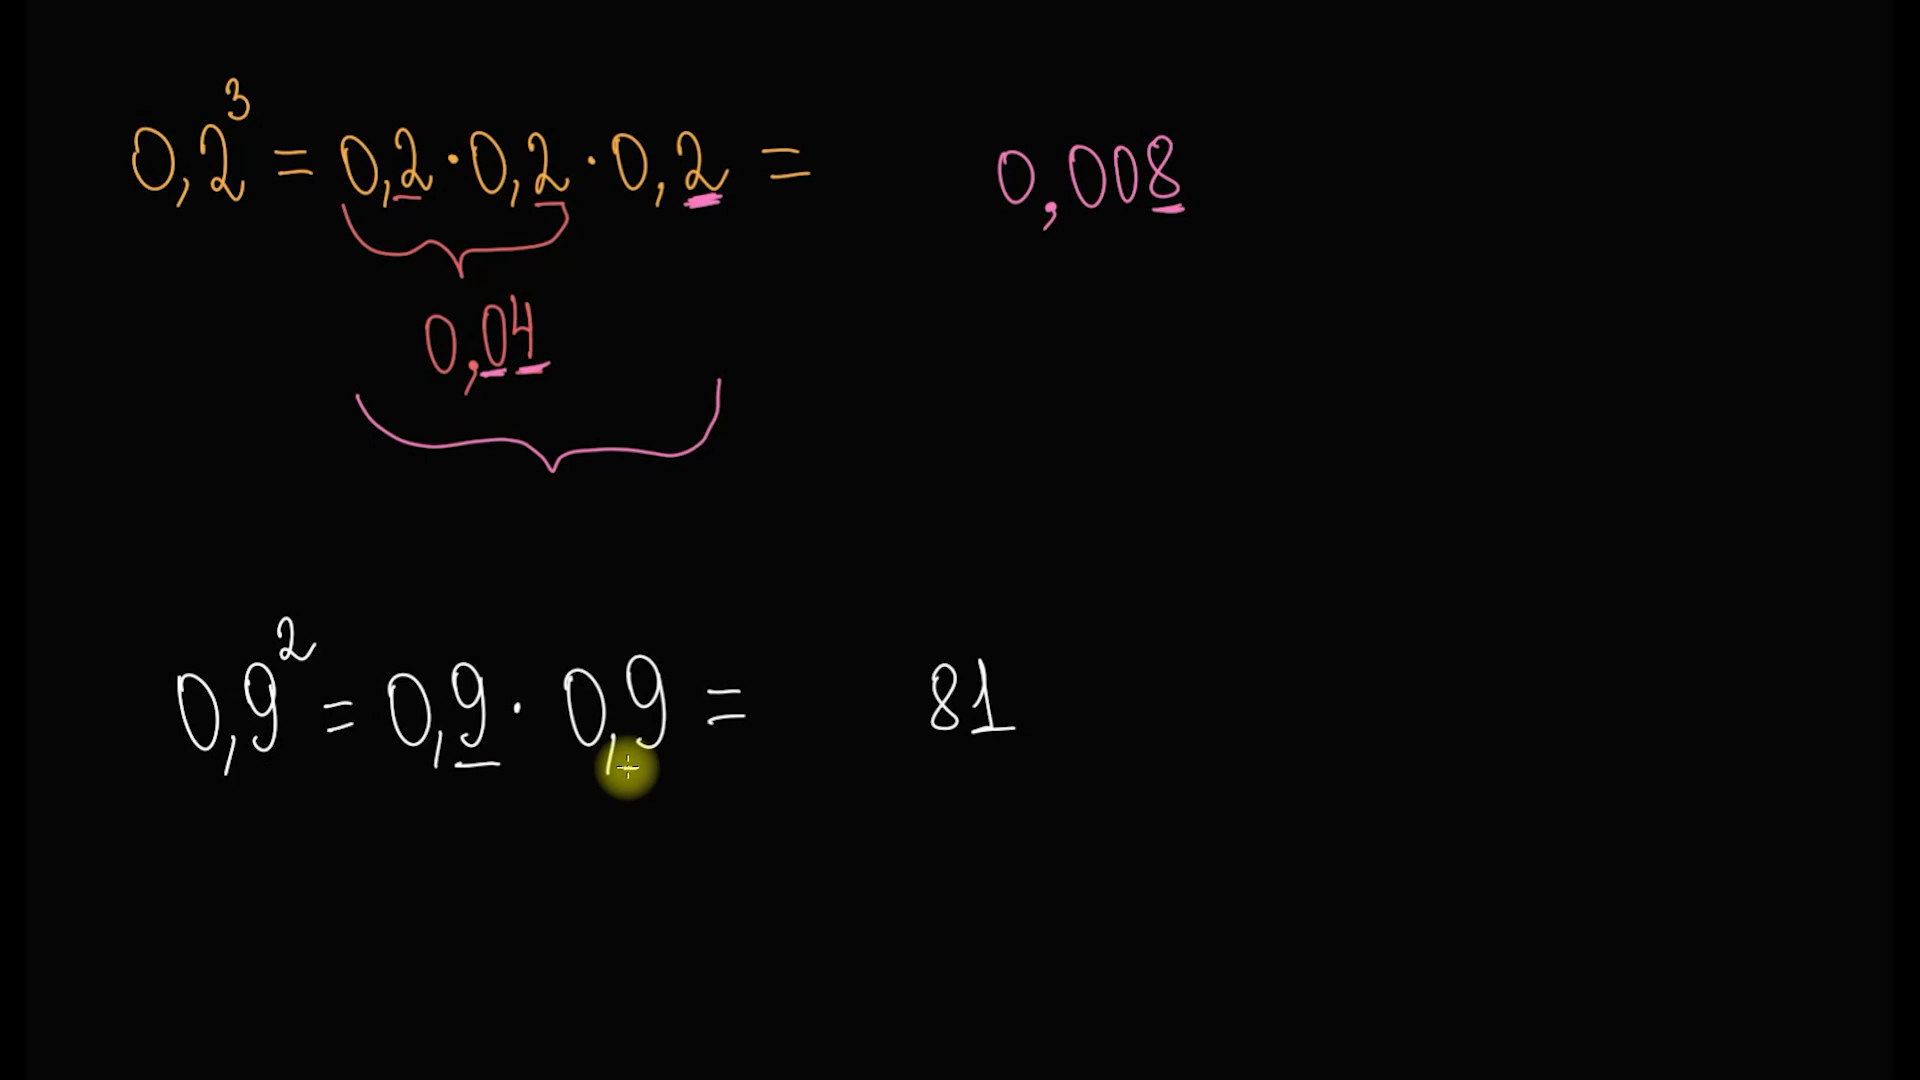 0,2³ = 0,2 · 0,2 · 0,2 = 0,008
0,04
0,9² = 0,9 · 0,9 = 81